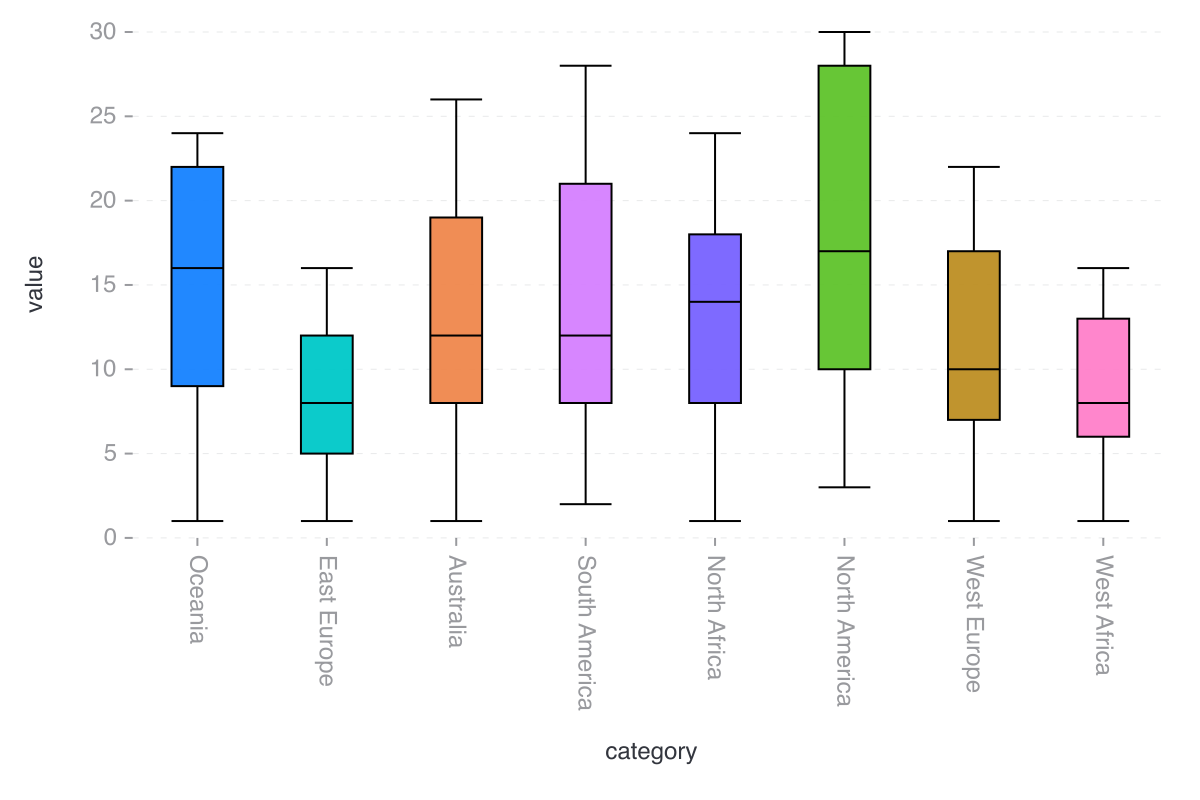 30
25
20
15
10
5
0
value
Oceania
East Europe
Australia
South America
North Africa
North America
West Europe
West Africa
category